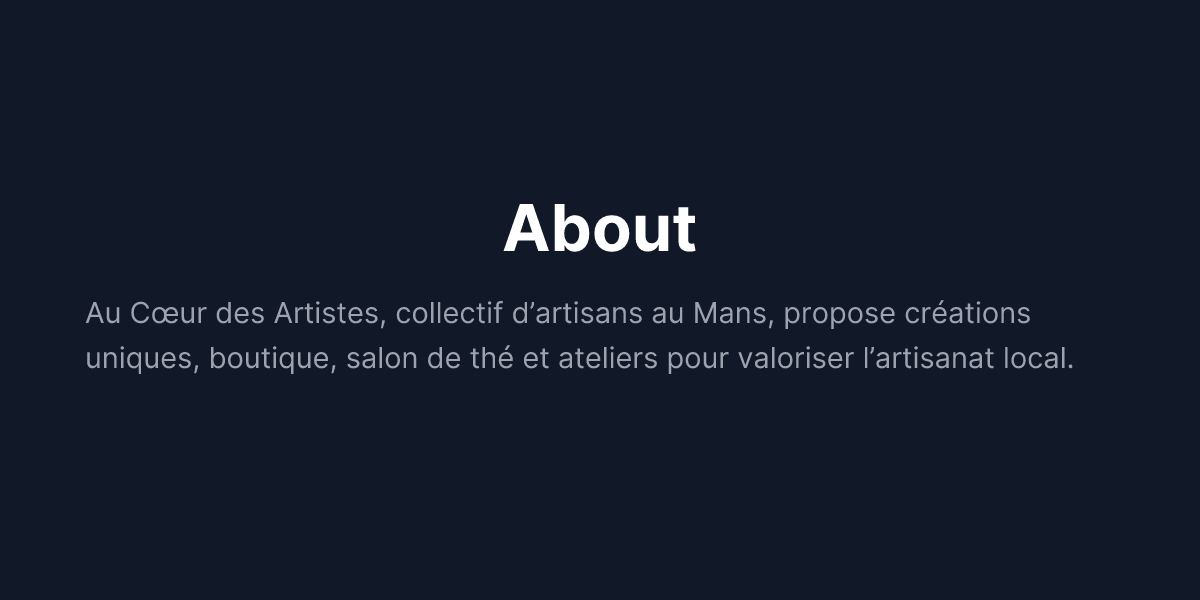 About
Au Cœur des Artistes, collectif d’artisans au Mans, propose créations
uniques, boutique, salon de thé et ateliers pour valoriser l’artisanat local.